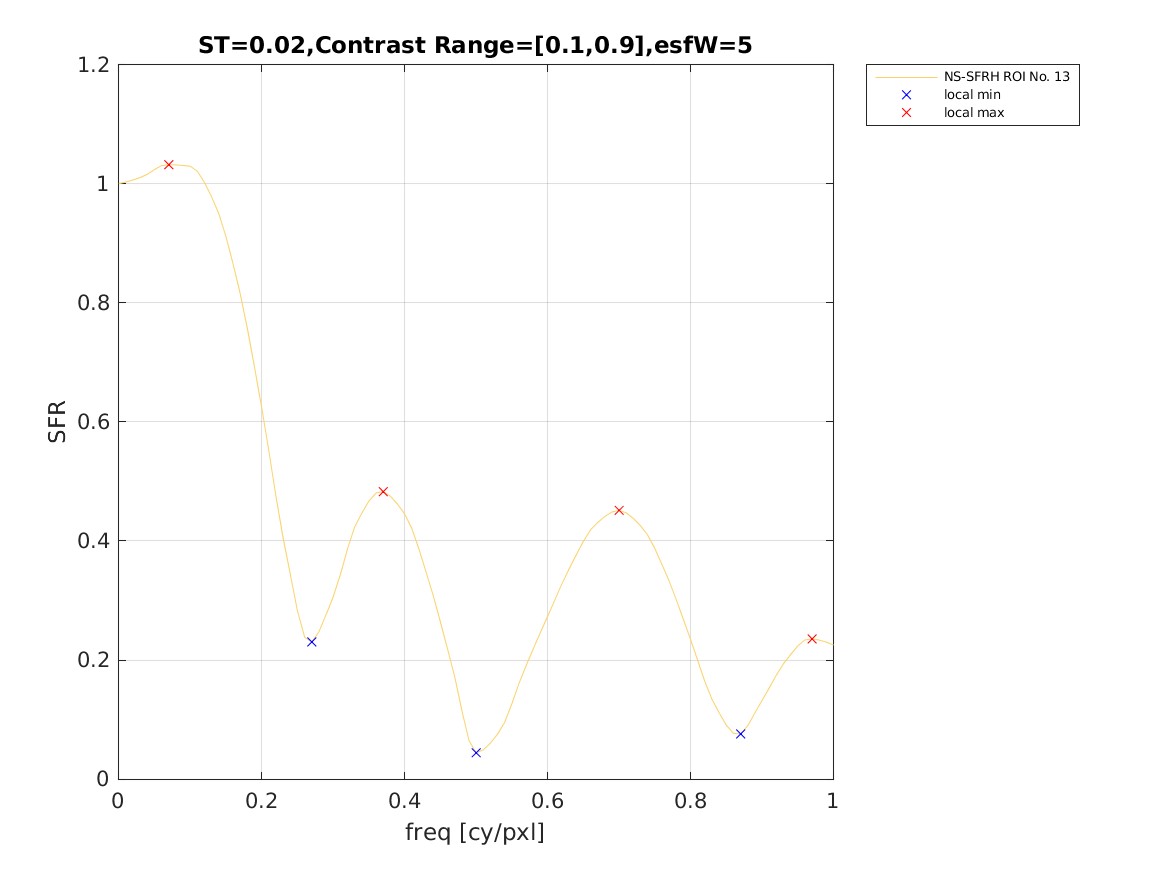 ST=0.02,Contrast Range=[0.1,0.9],esfW=5
NS-SFRH ROI No. 13
local min
local max
1.2
1
0.8
0.6
0.4
0.2
0
SFR
0 0.2 0.4 0.6 0.8 1
freq [cy/pxl]